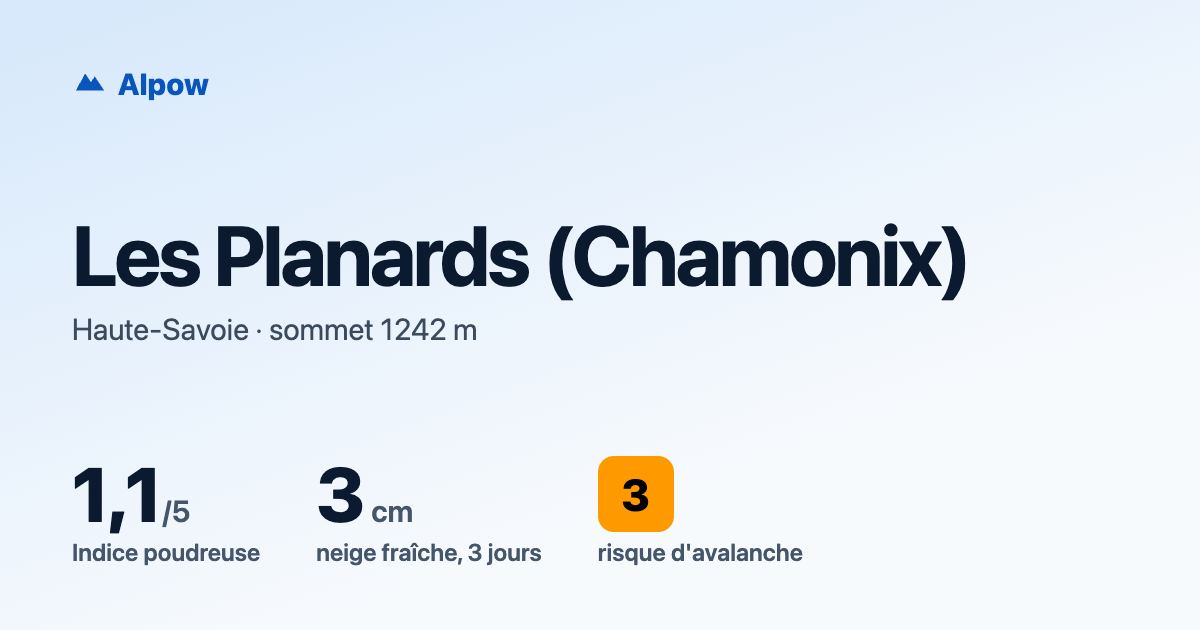 Alpow
Les Planards (Chamonix)
Haute-Savoie · sommet 1242 m
1,1/5
Indice poudreuse
3 cm
neige fraîche, 3 jours
3
risque d'avalanche